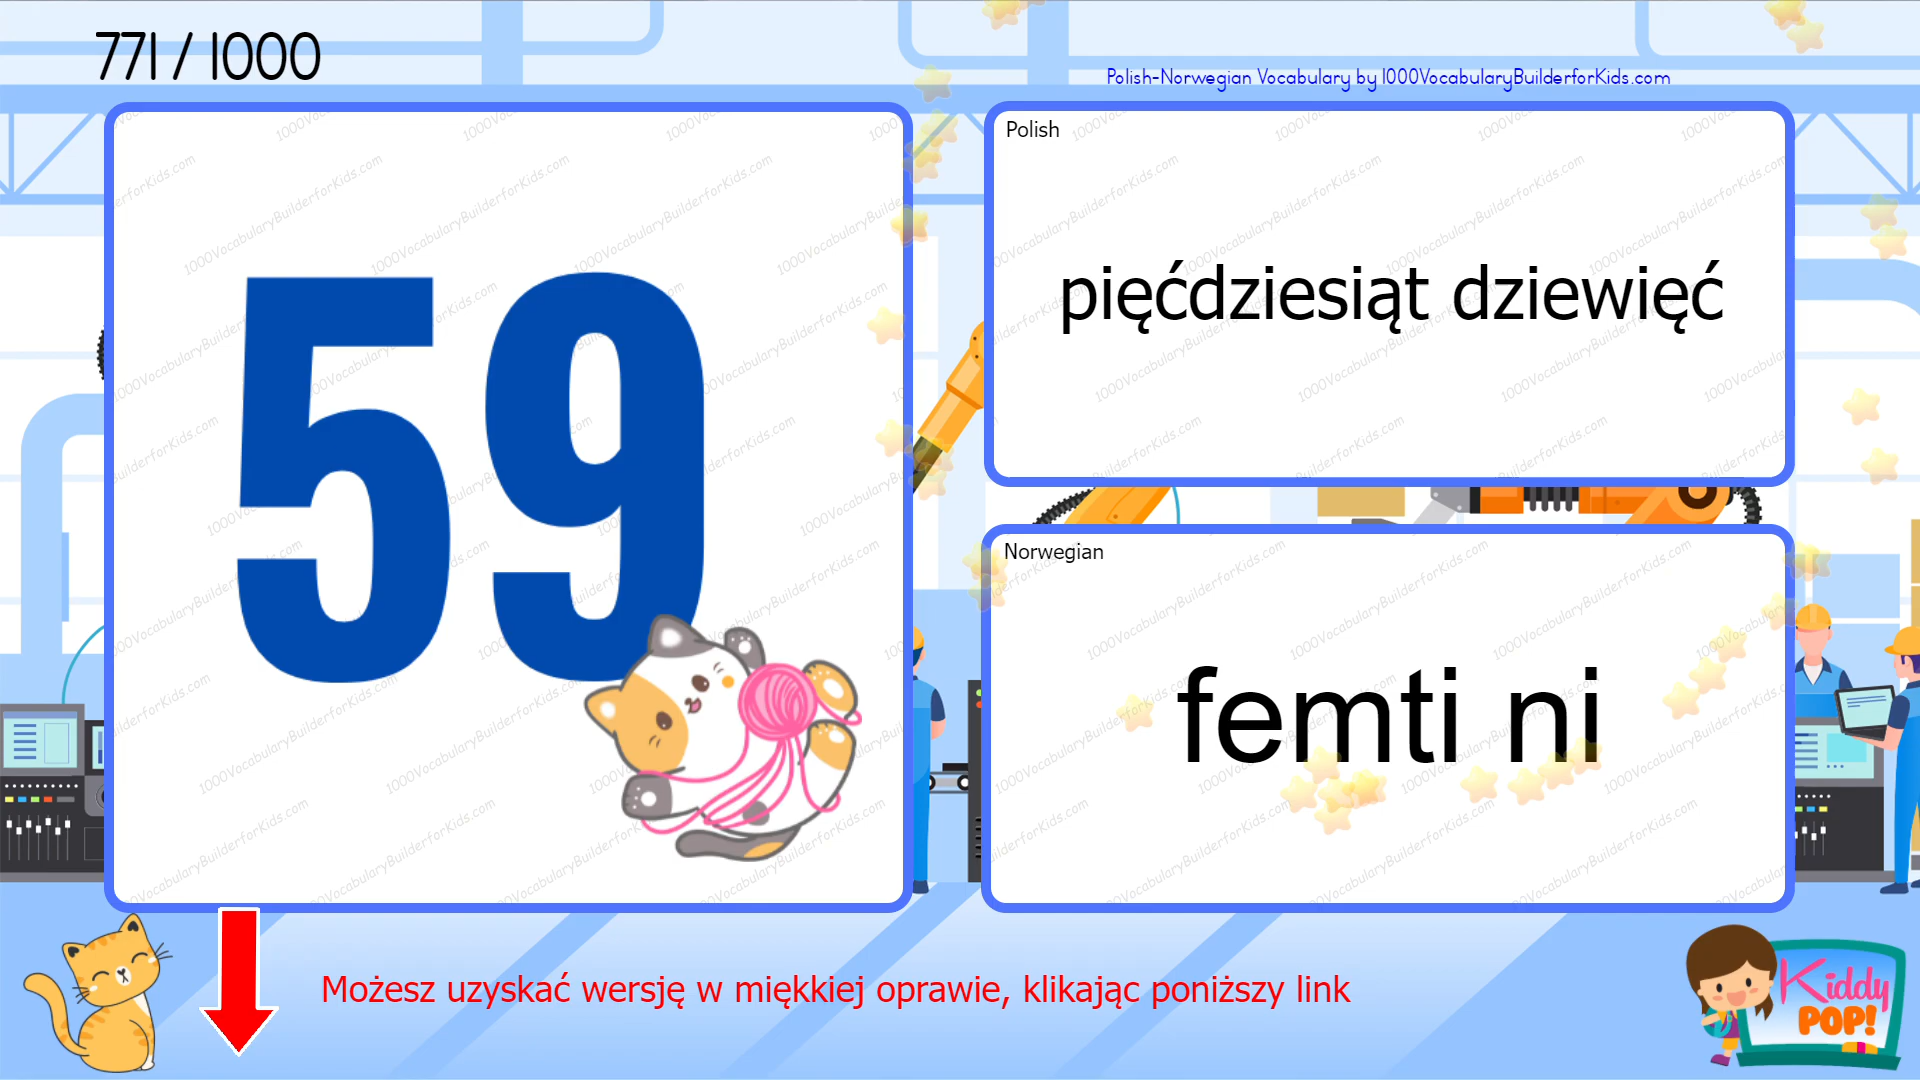 771 / 1000
Polish-Norwegian Vocabulary by 1000VocabularyBuilderforKids.com
59
Polish
pięćdziesiąt dziewięć
Norwegian
femti ni
Możesz uzyskać wersję w miękkiej oprawie, klikając poniższy link
Kiddy
POP!